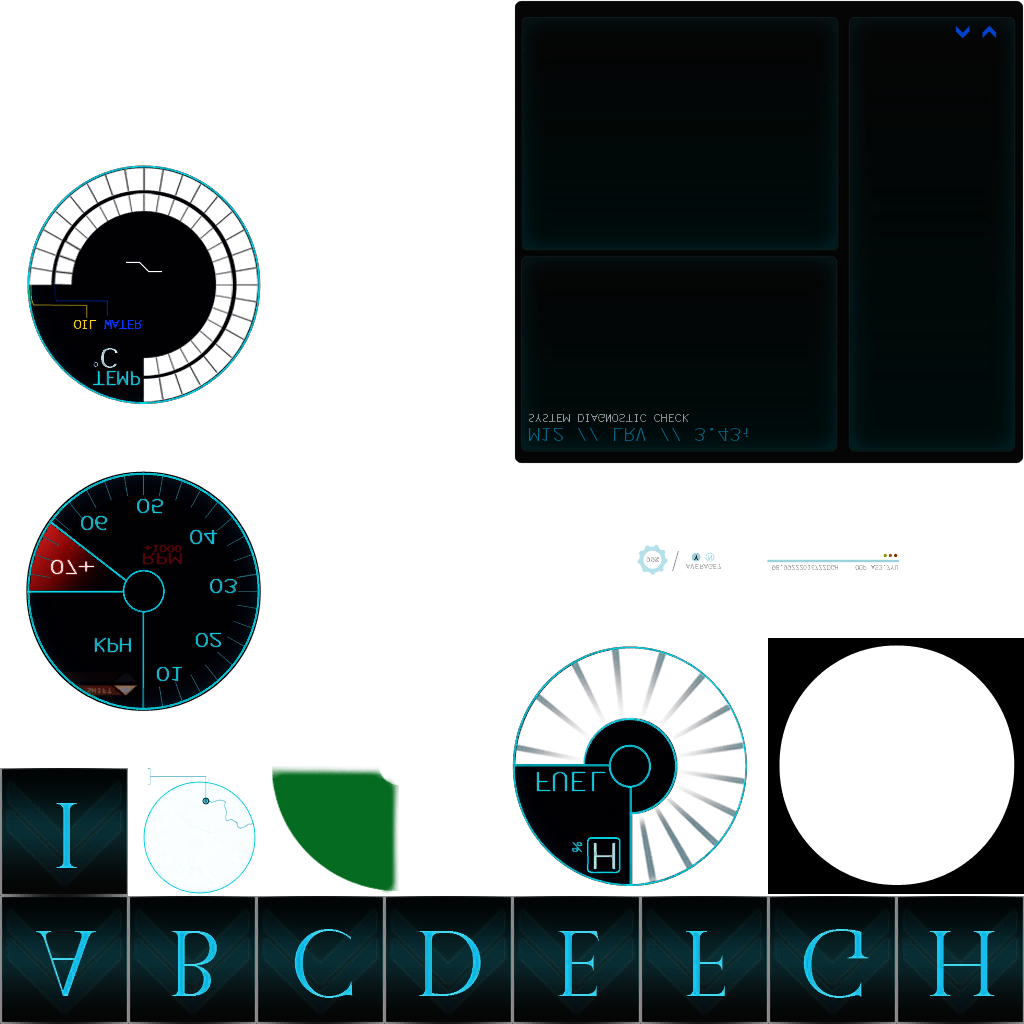 M12 // LRV // 3.43;
SYSTEM DIAGNOSTIC CHECK
TEMP
°C
OIL WATER
SHIFT
01
02
KPH
03
04
05
06
07+
RPM
x1000
%
H
FUEL
I
A B C D E F G H